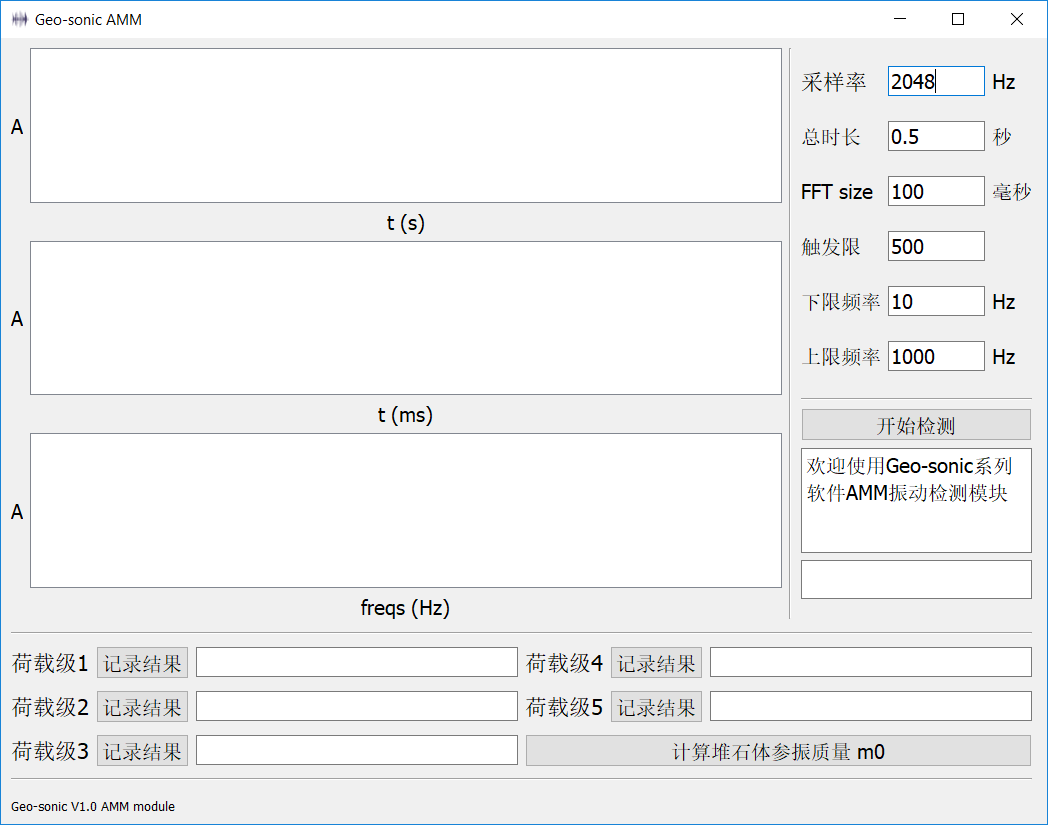 Geo-sonic AMM
A
t (s)
A
t (ms)
A
freqs (Hz)
采样率 2048 Hz
总时长 0.5 秒
FFT size 100 毫秒
触发限 500
下限频率 10 Hz
上限频率 1000 Hz
开始检测
欢迎使用Geo-sonic系列
软件AMM振动检测模块
荷载级1 记录结果 荷载级4 记录结果
荷载级2 记录结果 荷载级5 记录结果
荷载级3 记录结果 计算堆石体参振质量 m0
Geo-sonic V1.0 AMM module